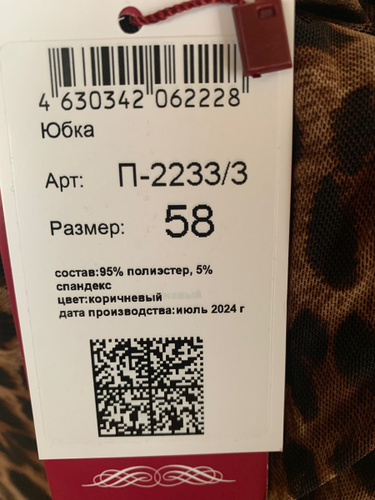 4 630342 062228
Юбка
Арт: П-2233/3
Размер: 58
состав:95% полиэстер, 5%
спандекс
цвет:коричневый
дата производства:июль 2024 г